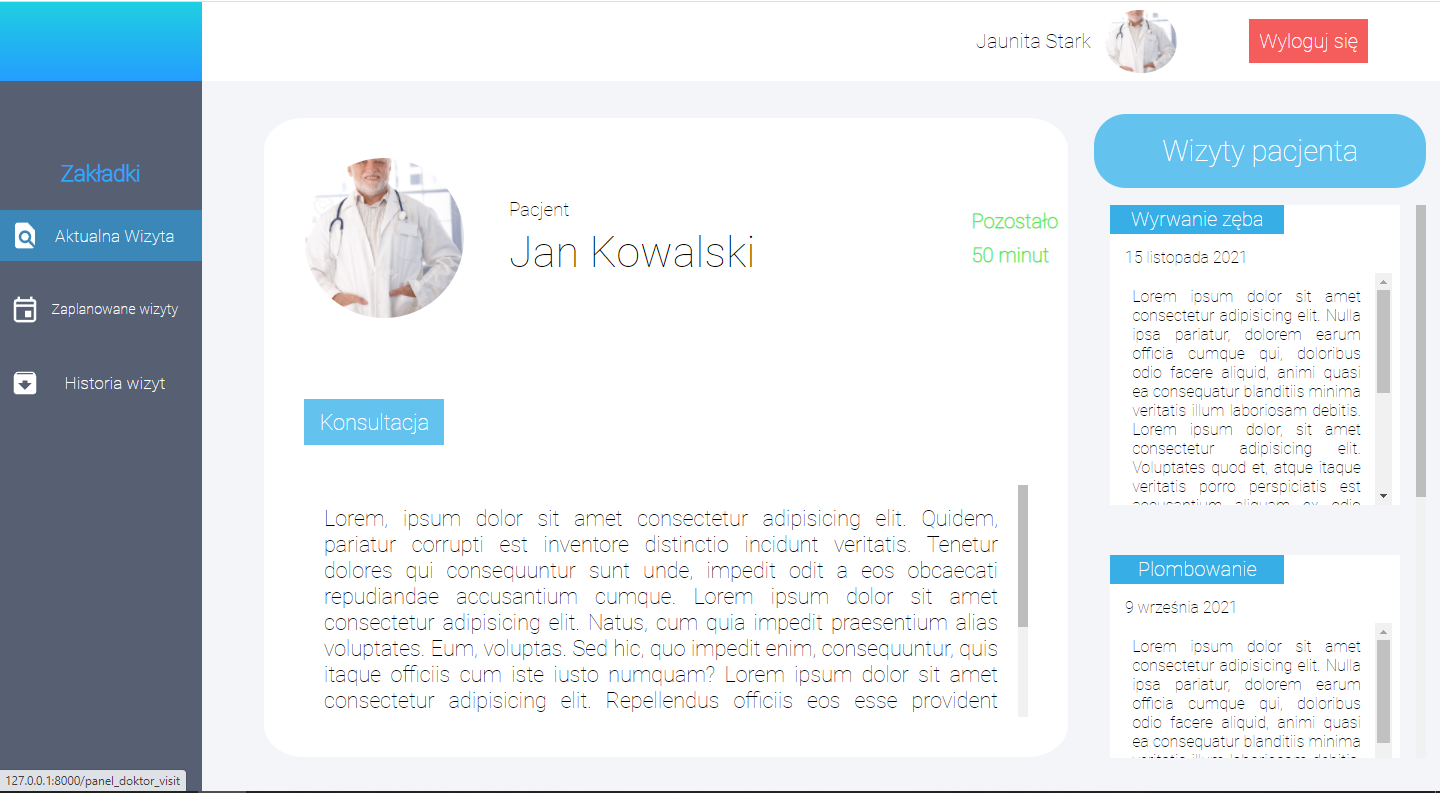 Jaunita Stark
Wyloguj się
Zakładki
Aktualna Wizyta
Zaplanowane wizyty
Historia wizyt
Pacjent
Jan Kowalski
Pozostało
50 minut
Konsultacja
Lorem, ipsum dolor sit amet consectetur adipisicing elit. Quidem,
pariatur corrupti est inventore distinctio incidunt veritatis. Tenetur
dolores qui consequuntur sunt unde, impedit odit a eos obcaecati
repudiandae accusantium cumque. Lorem ipsum dolor sit amet
consectetur adipisicing elit. Natus, cum quia impedit praesentium alias
voluptates. Eum, voluptas. Sed hic, quo impedit enim, consequuntur, quis
itaque officiis cum iste iusto numquam? Lorem ipsum dolor sit amet
consectetur adipisicing elit. Repellendus officiis eos esse provident
Wizyty pacjenta
Wyrwanie zęba
15 listopada 2021
Lorem ipsum dolor sit amet
consectetur adipisicing elit. Nulla
ipsa pariatur, dolorem earum
officia cumque qui, doloribus
odio facere aliquid, animi quasi
ea consequatur blanditiis minima
veritatis illum laboriosam debitis.
Lorem ipsum dolor, sit amet
consectetur adipisicing elit.
Voluptates quod et, atque itaque
veritatis porro perspiciatis est
accusantium aliquam ex odio
Plombowanie
9 września 2021
Lorem ipsum dolor sit amet
consectetur adipisicing elit. Nulla
ipsa pariatur, dolorem earum
officia cumque qui, doloribus
odio facere aliquid, animi quasi
ea consequatur blanditiis minima
veritatis illum laboriosam debitis.
127.0.0.1:8000/panel_doktor_visit